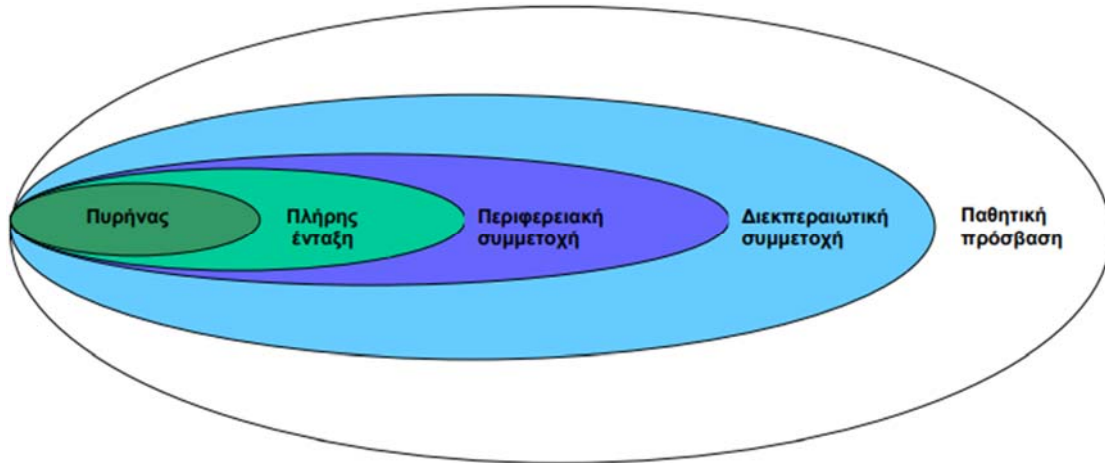 Πυρήνας
Πλήρης
ένταξη
Περιφερειακή
συμμετοχή
Διεκπεραιωτική
συμμετοχή
Παθητική
πρόσβαση